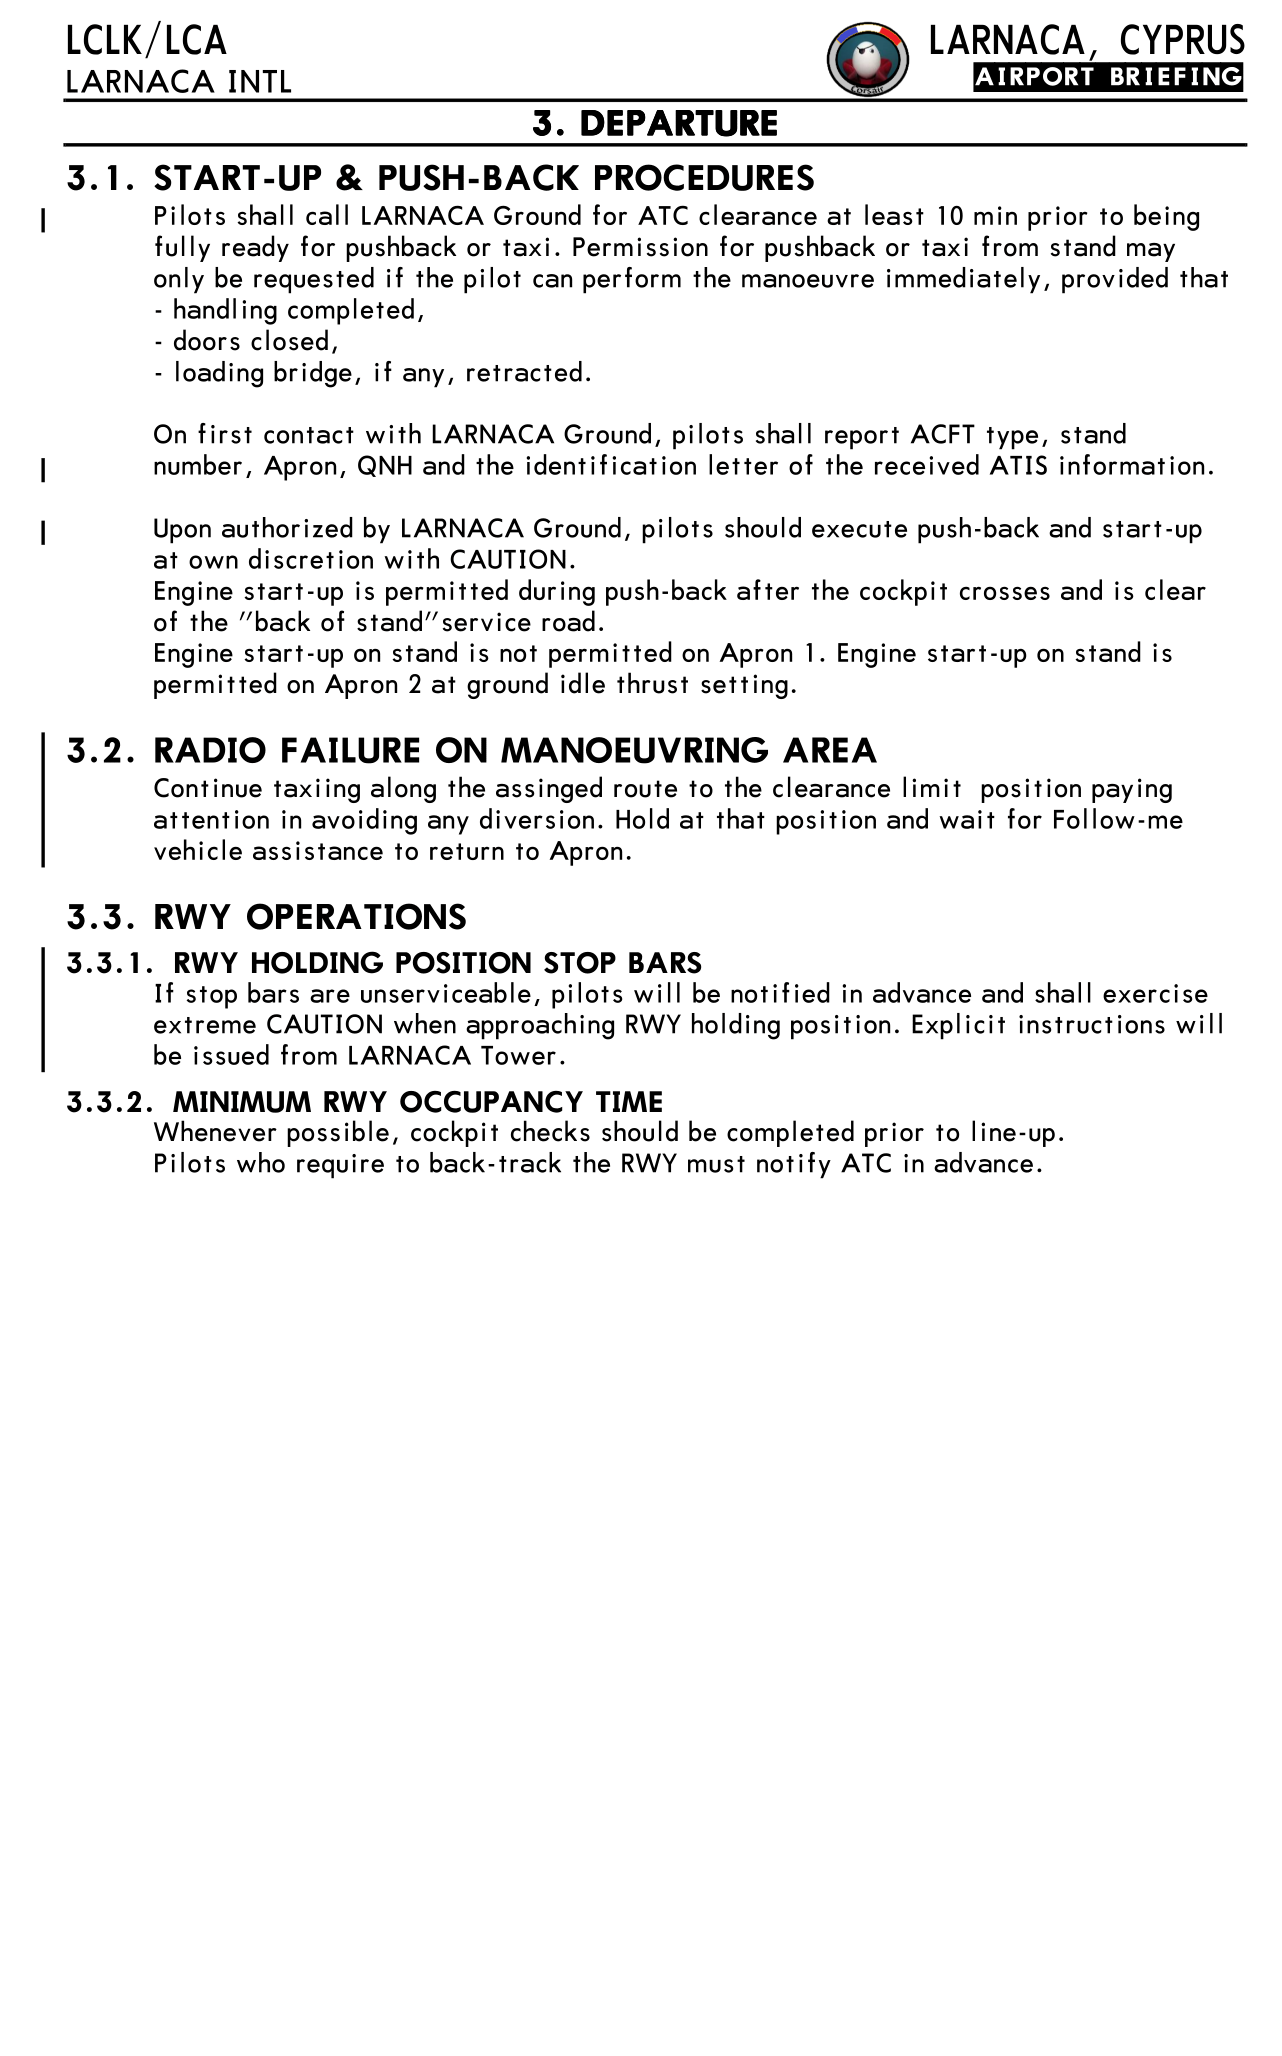 LCLK/LCA
LARNACA INTL
Corsair
LARNACA, CYPRUS
AIRPORT BRIEFING
3. DEPARTURE
3.1. START-UP & PUSH-BACK PROCEDURES
Pilots shall call LARNACA Ground for ATC clearance at least 10 min prior to being
fully ready for pushback or taxi. Permission for pushback or taxi from stand may
only be requested if the pilot can perform the manoeuvre immediately, provided that
- handling completed,
- doors closed,
- loading bridge, if any, retracted.
On first contact with LARNACA Ground, pilots shall report ACFT type, stand
number, Apron, QNH and the identification letter of the received ATIS information.
Upon authorized by LARNACA Ground, pilots should execute push-back and start-up
at own discretion with CAUTION.
Engine start-up is permitted during push-back after the cockpit crosses and is clear
of the "back of stand"service road.
Engine start-up on stand is not permitted on Apron 1. Engine start-up on stand is
permitted on Apron 2 at ground idle thrust setting.
3.2. RADIO FAILURE ON MANOEUVRING AREA
Continue taxiing along the assinged route to the clearance limit  position paying
attention in avoiding any diversion. Hold at that position and wait for Follow-me
vehicle assistance to return to Apron.
3.3. RWY OPERATIONS
3.3.1. RWY HOLDING POSITION STOP BARS
If stop bars are unserviceable, pilots will be notified in advance and shall exercise
extreme CAUTION when approaching RWY holding position. Explicit instructions will
be issued from LARNACA Tower.
3.3.2. MINIMUM RWY OCCUPANCY TIME
Whenever possible, cockpit checks should be completed prior to line-up.
Pilots who require to back-track the RWY must notify ATC in advance.